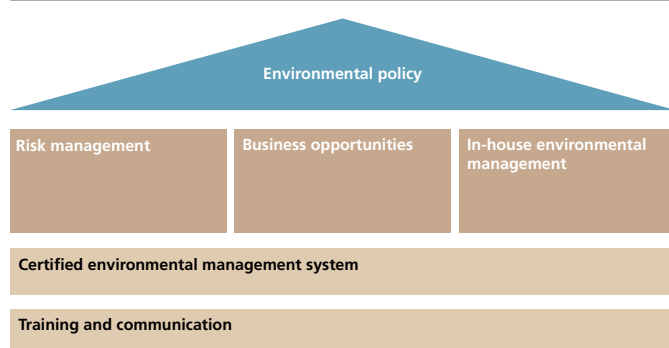 Environmental policy
Risk management
Business opportunities
In-house environmental
management
Certified environmental management system
Training and communication